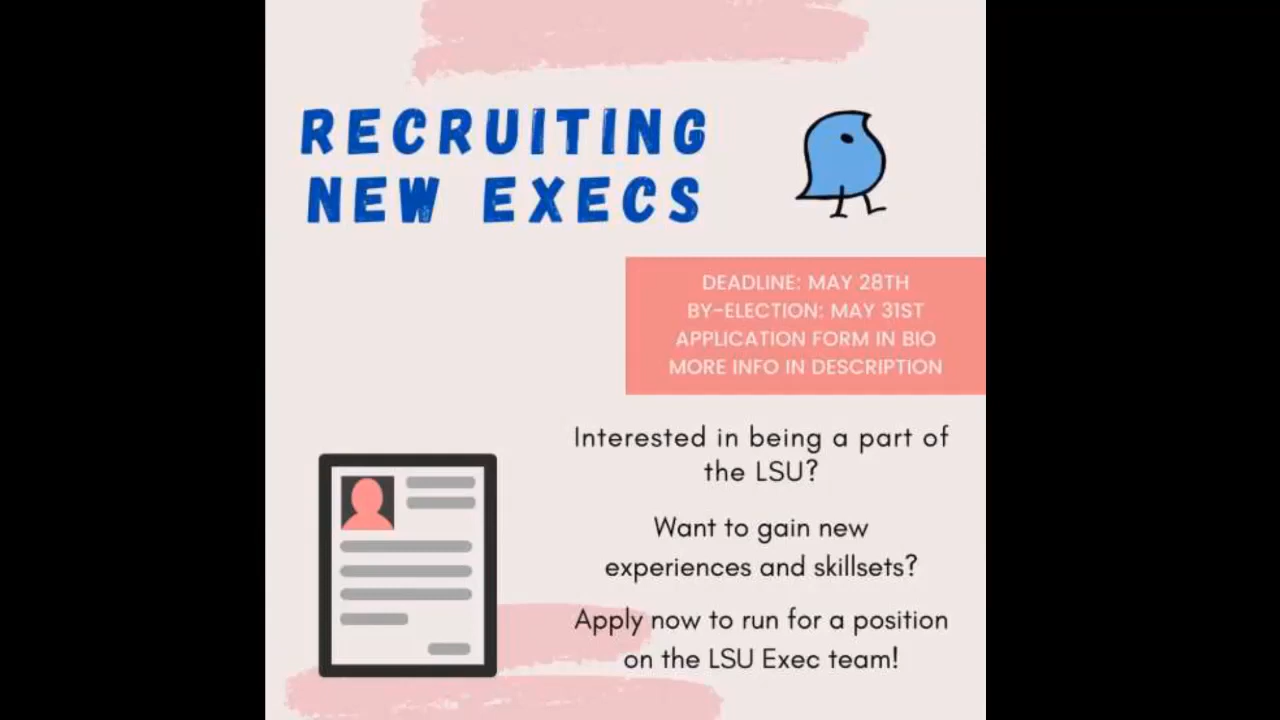 RECRUITING
NEW EXECS
DEADLINE: MAY 28TH
BY-ELECTION: MAY 31ST
APPLICATION FORM IN BIO
MORE INFO IN DESCRIPTION
Interested in being a part of
the LSU?
Want to gain new
experiences and skillsets?
Apply now to run for a position
on the LSU Exec team!